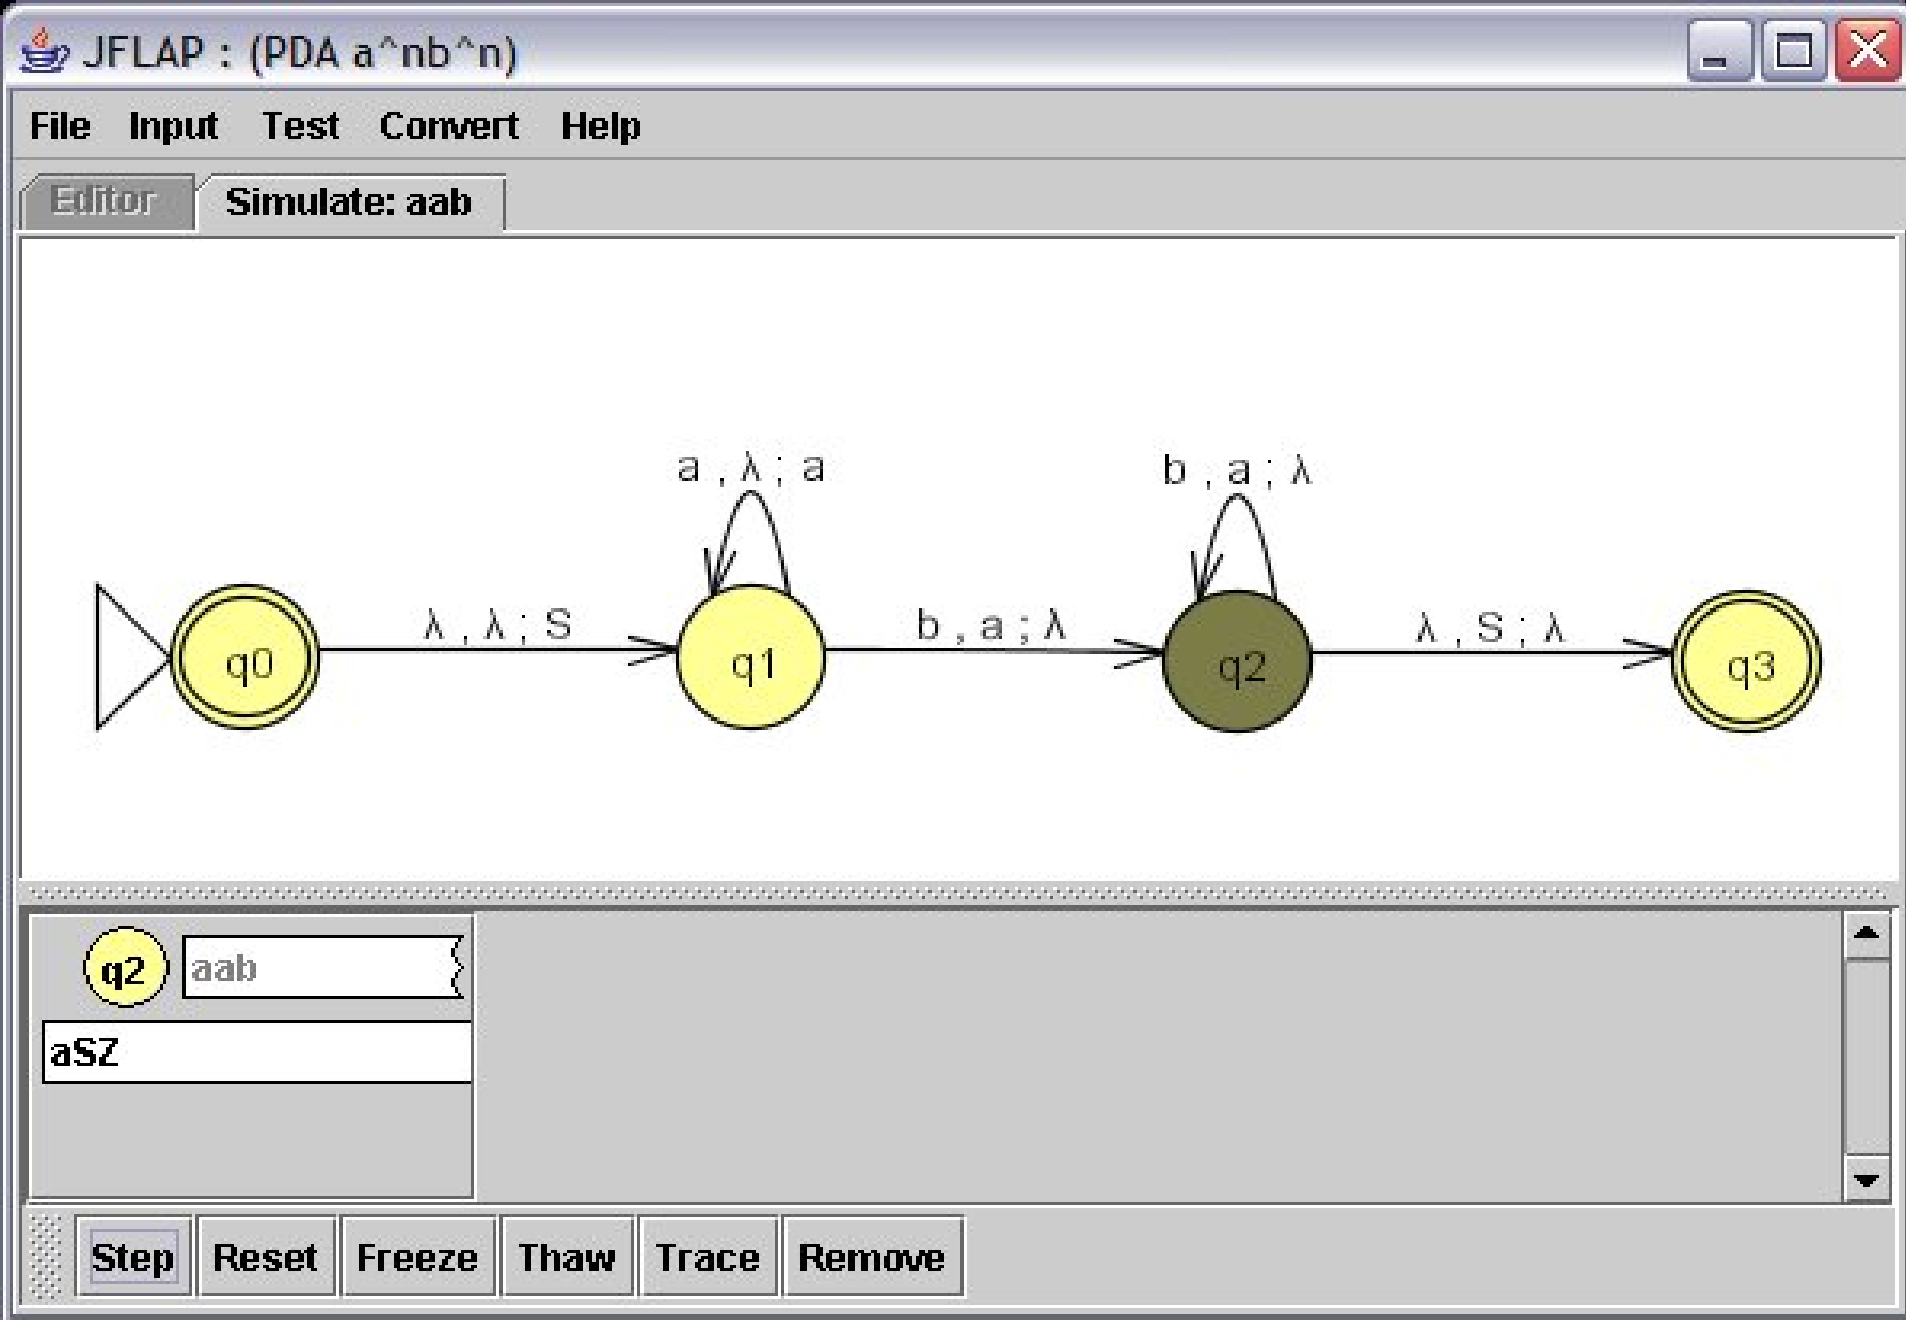 JFLAP : (PDA a^nb^n)
File Input Test Convert Help
Editor Simulate: aab
a , λ ; a
b , a ; λ
λ , λ ; S
b , a ; λ
λ , S ; λ
q0
q1
q2
q3
q2 aab
aSZ
Step Reset Freeze Thaw Trace Remove